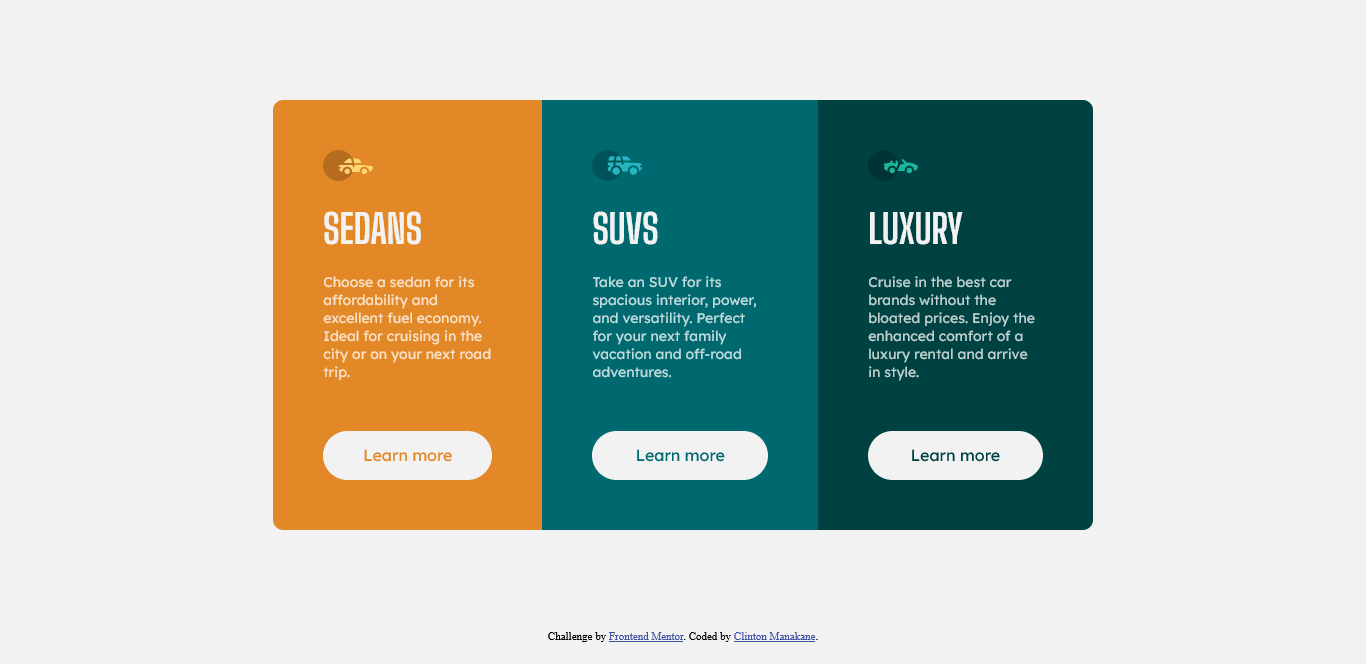 SEDANS
Choose a sedan for its
affordability and
excellent fuel economy.
Ideal for cruising in the
city or on your next road
trip.
Learn more
SUVS
Take an SUV for its
spacious interior, power,
and versatility. Perfect
for your next family
vacation and off-road
adventures.
Learn more
LUXURY
Cruise in the best car
brands without the
bloated prices. Enjoy the
enhanced comfort of a
luxury rental and arrive
in style.
Learn more
Challenge by Frontend Mentor. Coded by Clinton Manakane.